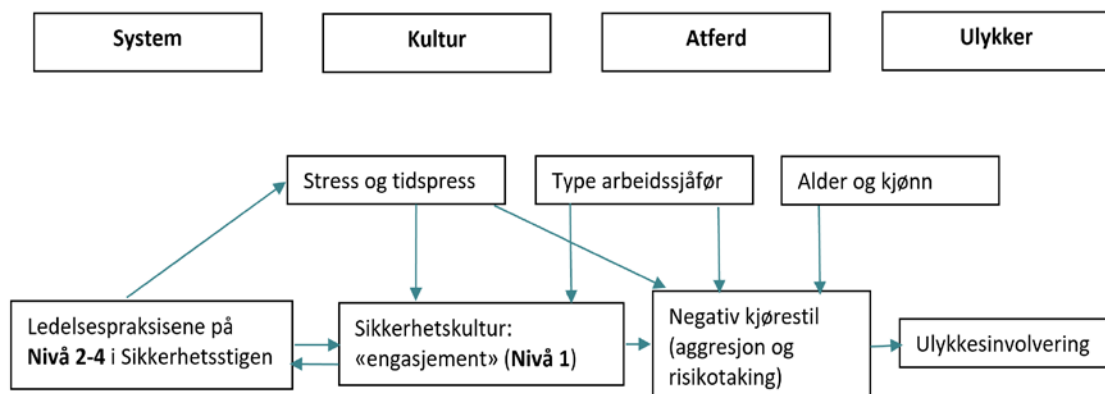 System
Kultur
Atferd
Ulykker
Stress og tidspress
Type arbeidssjåfør
Alder og kjønn
Ledelsespraksisene på
Nivå 2-4 i Sikkerhetsstigen
Sikkerhetskultur:
«engasjement» (Nivå 1)
Negativ kjørestil
(aggresjon og
risikotaking)
Ulykkesinvolvering